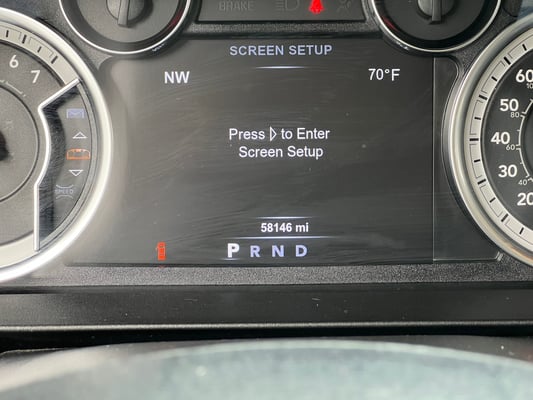 BRAKE
SCREEN SETUP
NW
70°F
Press ▷ to Enter
Screen Setup
58146 mi
P R N D
6
7
SPEED
60
80
50
40
60
30
40
20